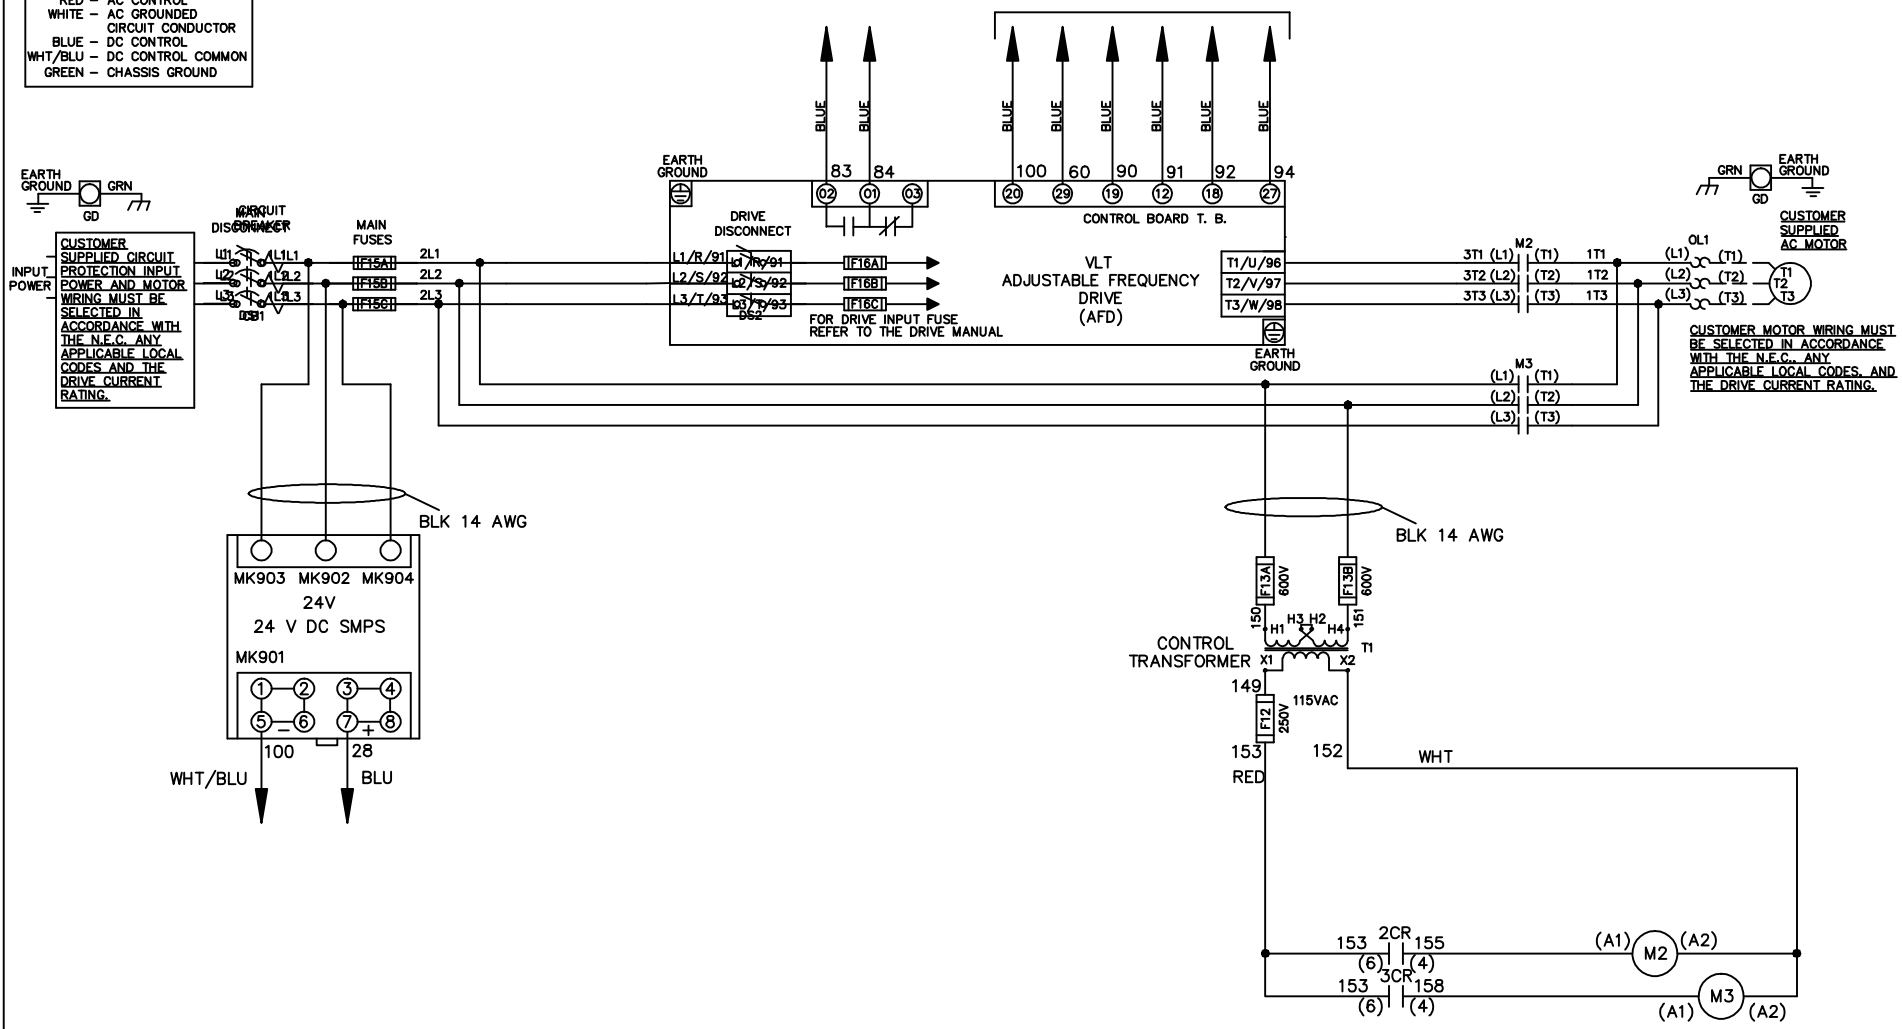 RED – AC CONTROL
WHITE – AC GROUNDED
CIRCUIT CONDUCTOR
BLUE – DC CONTROL
WHT/BLU – DC CONTROL COMMON
GREEN – CHASSIS GROUND
BLUE
BLUE
BLUE
BLUE
BLUE
BLUE
BLUE
BLUE
EARTH
GROUND
GRN
GD
EARTH
GROUND
83
84
100
60
90
91
92
94
02
01
03
20
29
19
12
18
27
CONTROL BOARD T. B.
GRN
EARTH
GROUND
GD
CUSTOMER
SUPPLIED
AC MOTOR
INPUT
POWER
CUSTOMER
SUPPLIED CIRCUIT
PROTECTION INPUT
POWER AND MOTOR
WIRING MUST BE
SELECTED IN
ACCORDANCE WITH
THE N.E.C. ANY
APPLICABLE LOCAL
CODES AND THE
DRIVE CURRENT
RATING.
MAIN
DISCONNECT
CIRCUIT
BREAKER
L1
L2
L3
1L1
1L2
1L3
DS1
CB1
MAIN
FUSES
F15A
F15B
F15C
2L1
2L2
2L3
L1/R/91
L2/S/92
L3/T/93
DRIVE
DISCONNECT
L1/R/91
L2/S/92
L3/T/93
DS2
F16A
F16B
F16C
FOR DRIVE INPUT FUSE
REFER TO THE DRIVE MANUAL
VLT
ADJUSTABLE FREQUENCY
DRIVE
(AFD)
T1/U/96
T2/V/97
T3/W/98
EARTH
GROUND
M2
3T1 (L1) (T1) 1T1
3T2 (L2) (T2) 1T2
3T3 (L3) (T3) 1T3
OL1
(L1) (T1)
(L2) (T2)
(L3) (T3)
T1
T2
T3
CUSTOMER MOTOR WIRING MUST
BE SELECTED IN ACCORDANCE
WITH THE N.E.C., ANY
APPLICABLE LOCAL CODES, AND
THE DRIVE CURRENT RATING.
M3
(L1) (T1)
(L2) (T2)
(L3) (T3)
BLK 14 AWG
BLK 14 AWG
MK903 MK902 MK904
24V
24 V DC SMPS
MK901
1 2 3 4
5 6 7 8
– +
100
28
WHT/BLU
BLU
F13A
600V
F13B
600V
150
151
H1 H3 H2 H4
CONTROL
TRANSFORMER
X1
X2
T1
149
115VAC
F12
250V
153
152
RED
WHT
2CR
153 155
(6) (4)
(A1) M2 (A2)
3CR
153 158
(6) (4)
(A1) M3 (A2)